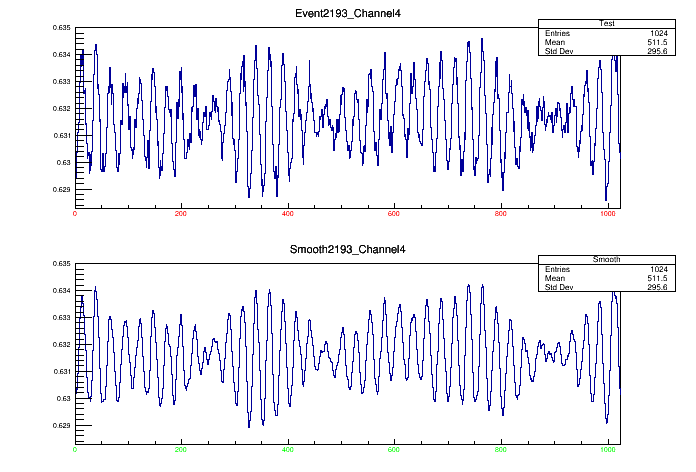 Event2193_Channel4
Test
Entries 1024
Mean 511.5
Std Dev 295.6
0.635
0.634
0.633
0.632
0.631
0.63
0.629
0 200 400 600 800 1000
Smooth2193_Channel4
Smooth
Entries 1024
Mean 511.5
Std Dev 295.6
0.635
0.634
0.633
0.632
0.631
0.63
0.629
0 200 400 600 800 1000